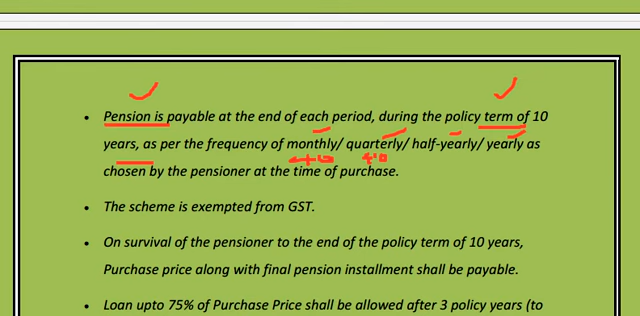 • Pension is payable at the end of each period, during the policy term of 10
years, as per the frequency of monthly/ quarterly/ half-yearly/ yearly as
chosen by the pensioner at the time of purchase.
• The scheme is exempted from GST.
• On survival of the pensioner to the end of the policy term of 10 years,
Purchase price along with final pension installment shall be payable.
• Loan upto 75% of Purchase Price shall be allowed after 3 policy years (to